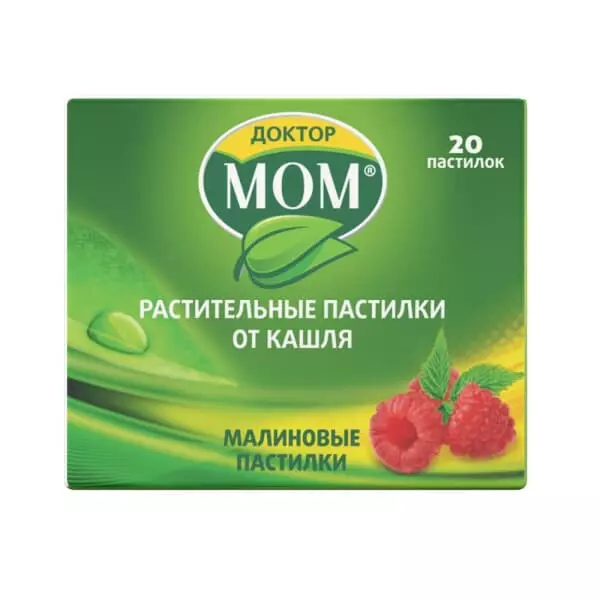 ДОКТОР
МОМ®
20
пастилок
РАСТИТЕЛЬНЫЕ ПАСТИЛКИ
ОТ КАШЛЯ
МАЛИНОВЫЕ
ПАСТИЛКИ